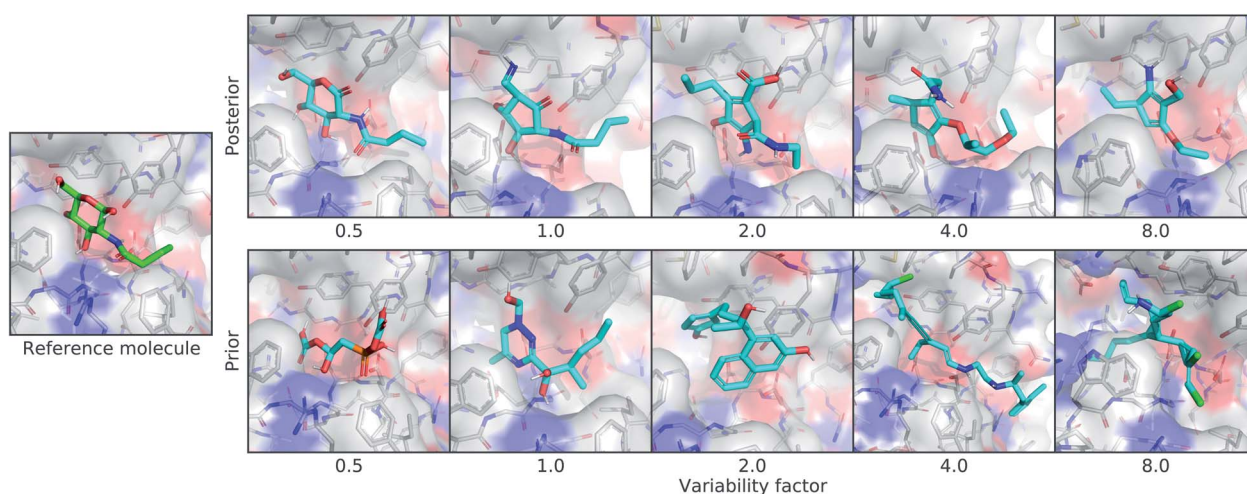 Posterior
0.5 1.0 2.0 4.0 8.0
Reference molecule
Prior
0.5 1.0 2.0 4.0 8.0
Variability factor